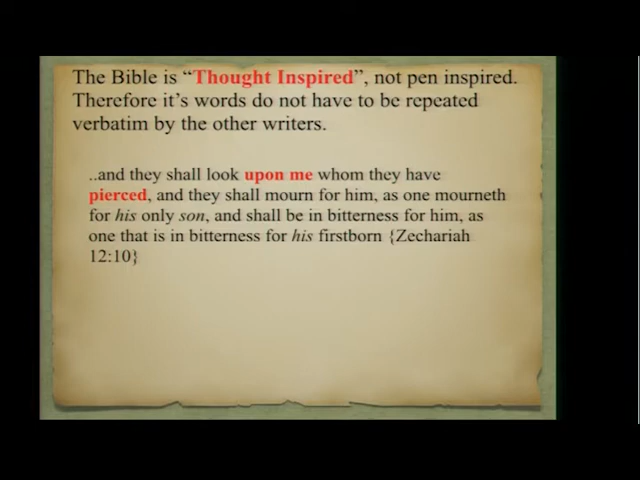 The Bible is “Thought Inspired”, not pen inspired.
Therefore it’s words do not have to be repeated
verbatim by the other writers.
..and they shall look upon me whom they have
pierced, and they shall mourn for him, as one mourneth
for his only son, and shall be in bitterness for him, as
one that is in bitterness for his firstborn {Zechariah
12:10}